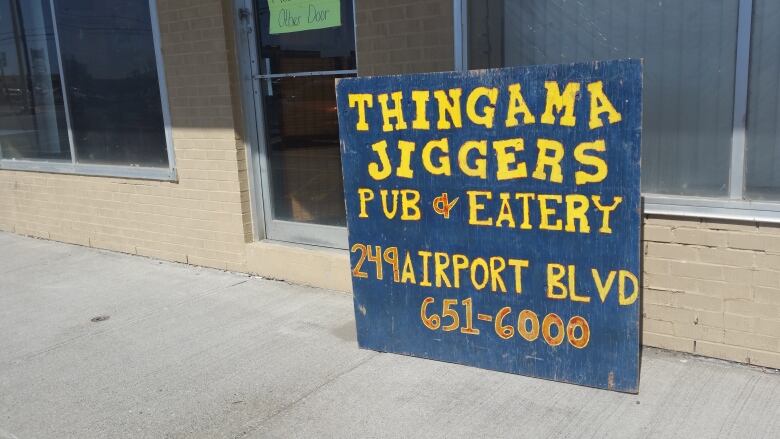 Other Door
THINGAMA
JIGGERS
PUB & EATERY
249 AIRPORT BLVD
651-6000